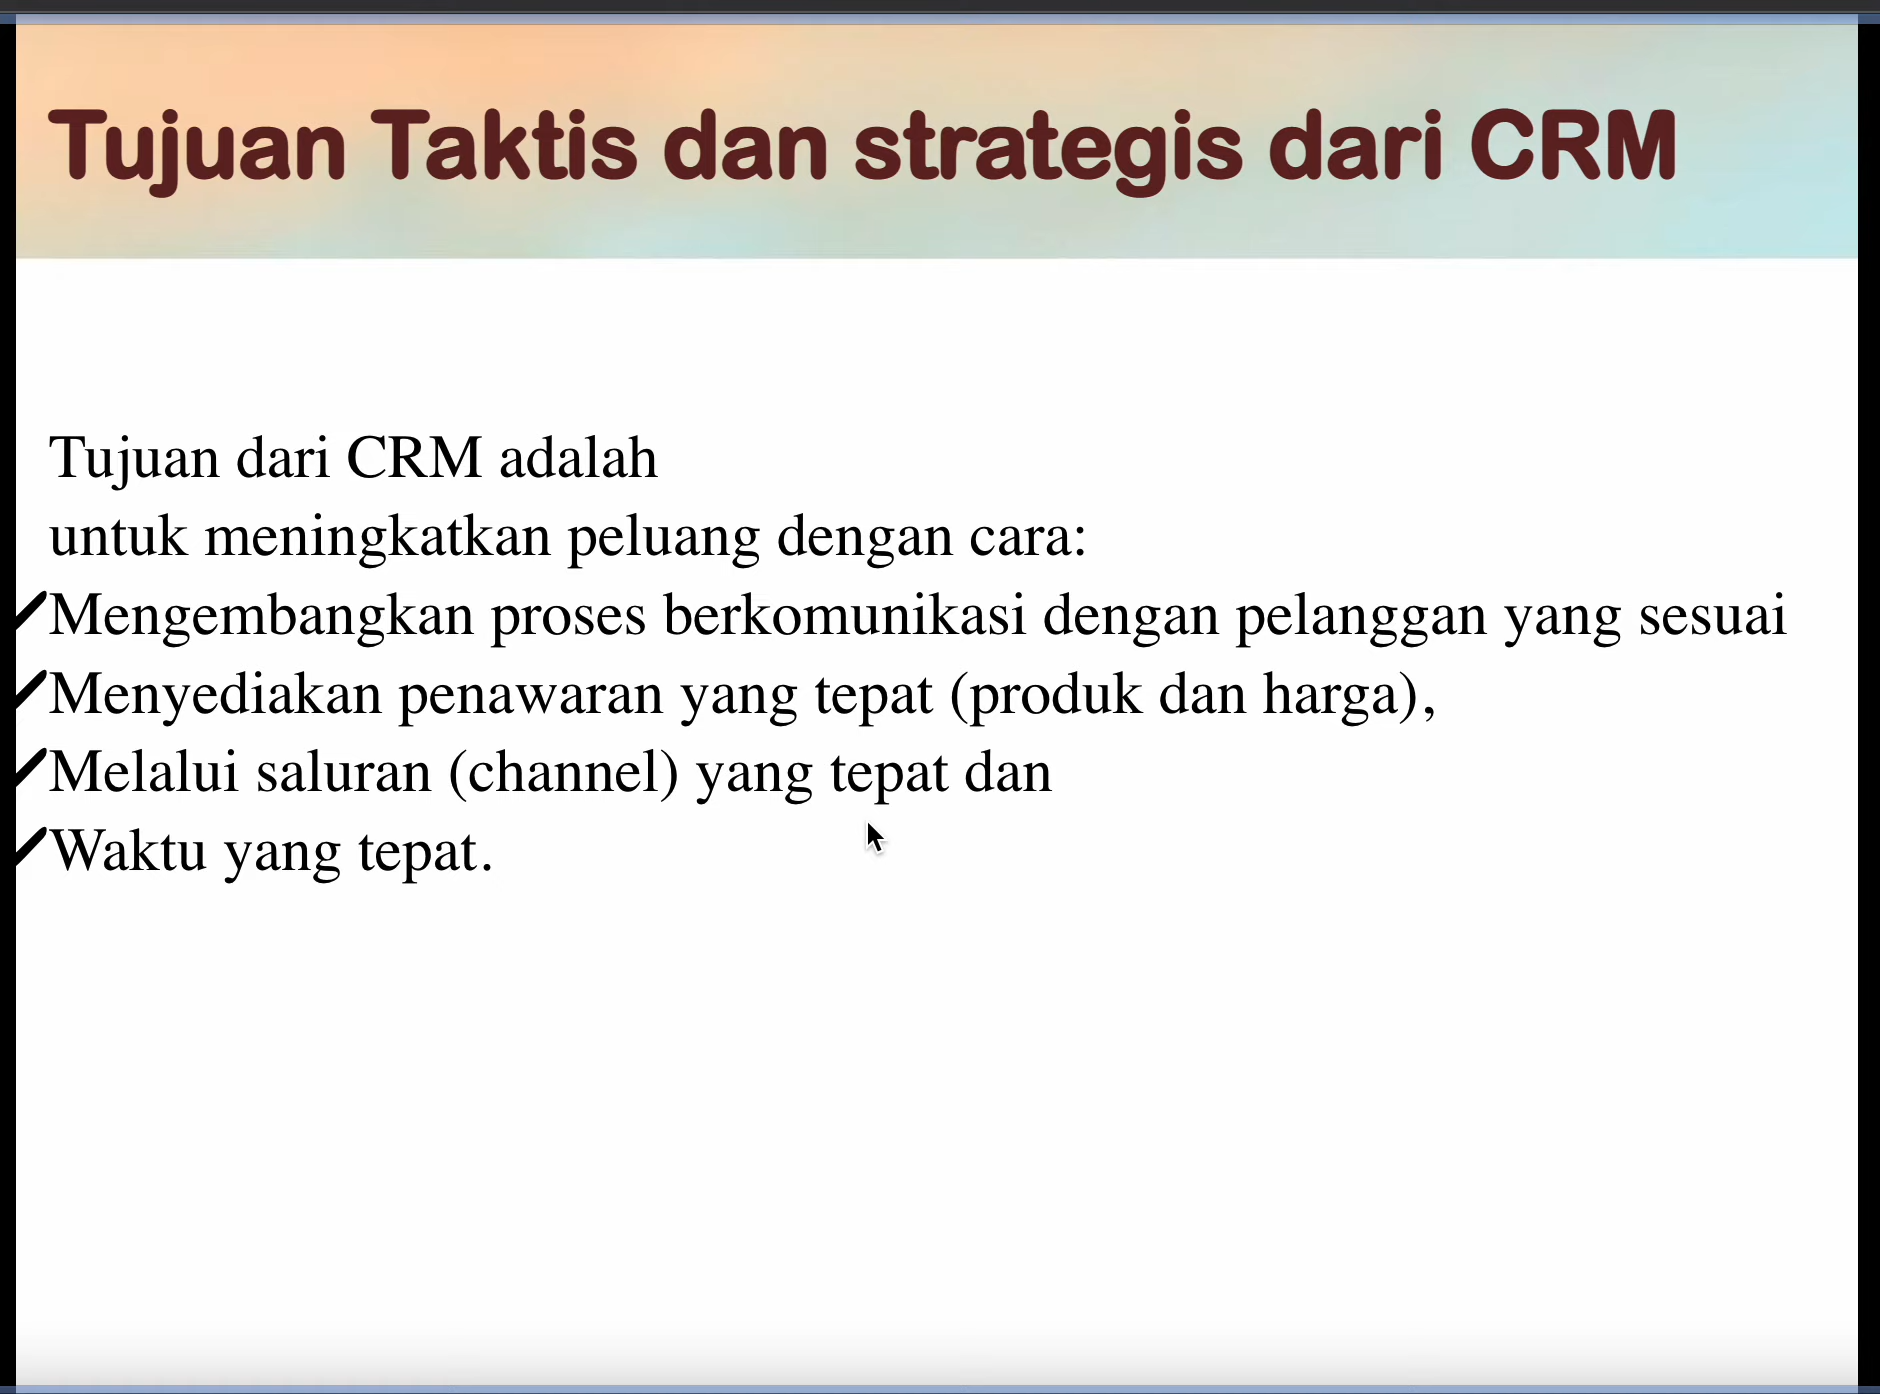 Tujuan Taktis dan strategis dari CRM
Tujuan dari CRM adalah
untuk meningkatkan peluang dengan cara:
Mengembangkan proses berkomunikasi dengan pelanggan yang sesuai
Menyediakan penawaran yang tepat (produk dan harga),
Melalui saluran (channel) yang tepat dan
Waktu yang tepat.